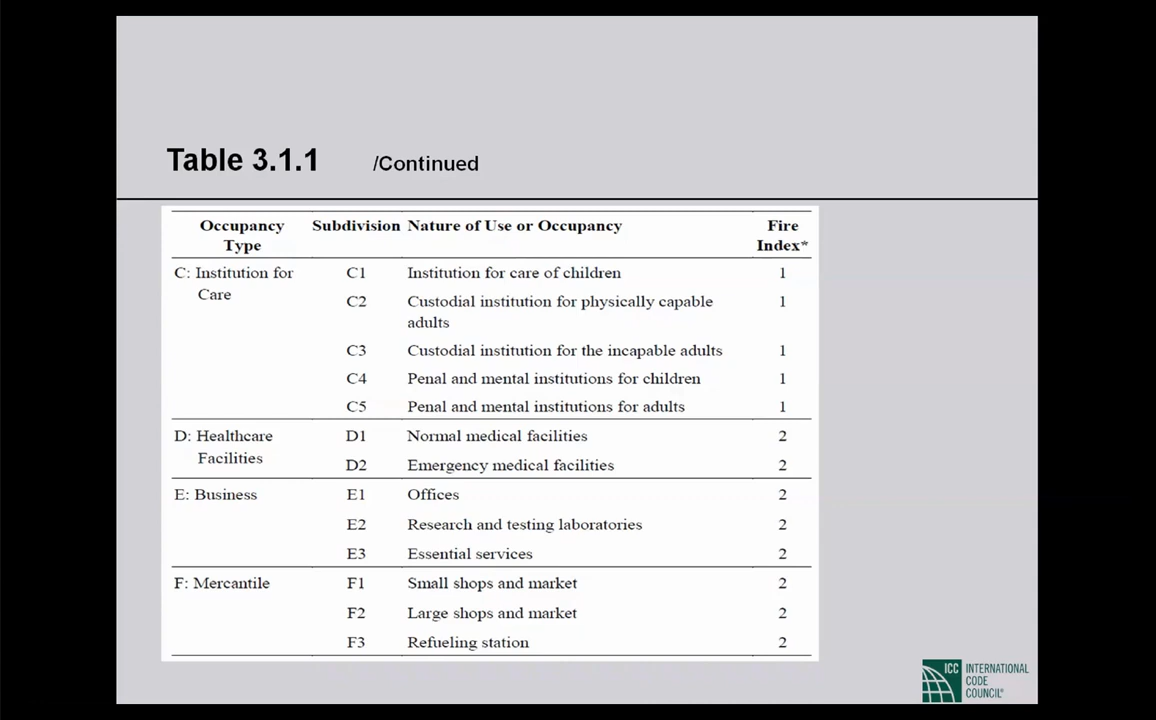 Table 3.1.1 /Continued
Occupancy Type Subdivision Nature of Use or Occupancy Fire Index*
C: Institution for Care C1 Institution for care of children 1
C2 Custodial institution for physically capable adults 1
C3 Custodial institution for the incapable adults 1
C4 Penal and mental institutions for children 1
C5 Penal and mental institutions for adults 1
D: Healthcare Facilities D1 Normal medical facilities 2
D2 Emergency medical facilities 2
E: Business E1 Offices 2
E2 Research and testing laboratories 2
E3 Essential services 2
F: Mercantile F1 Small shops and market 2
F2 Large shops and market 2
F3 Refueling station 2
ICC INTERNATIONAL
CODE
COUNCIL®